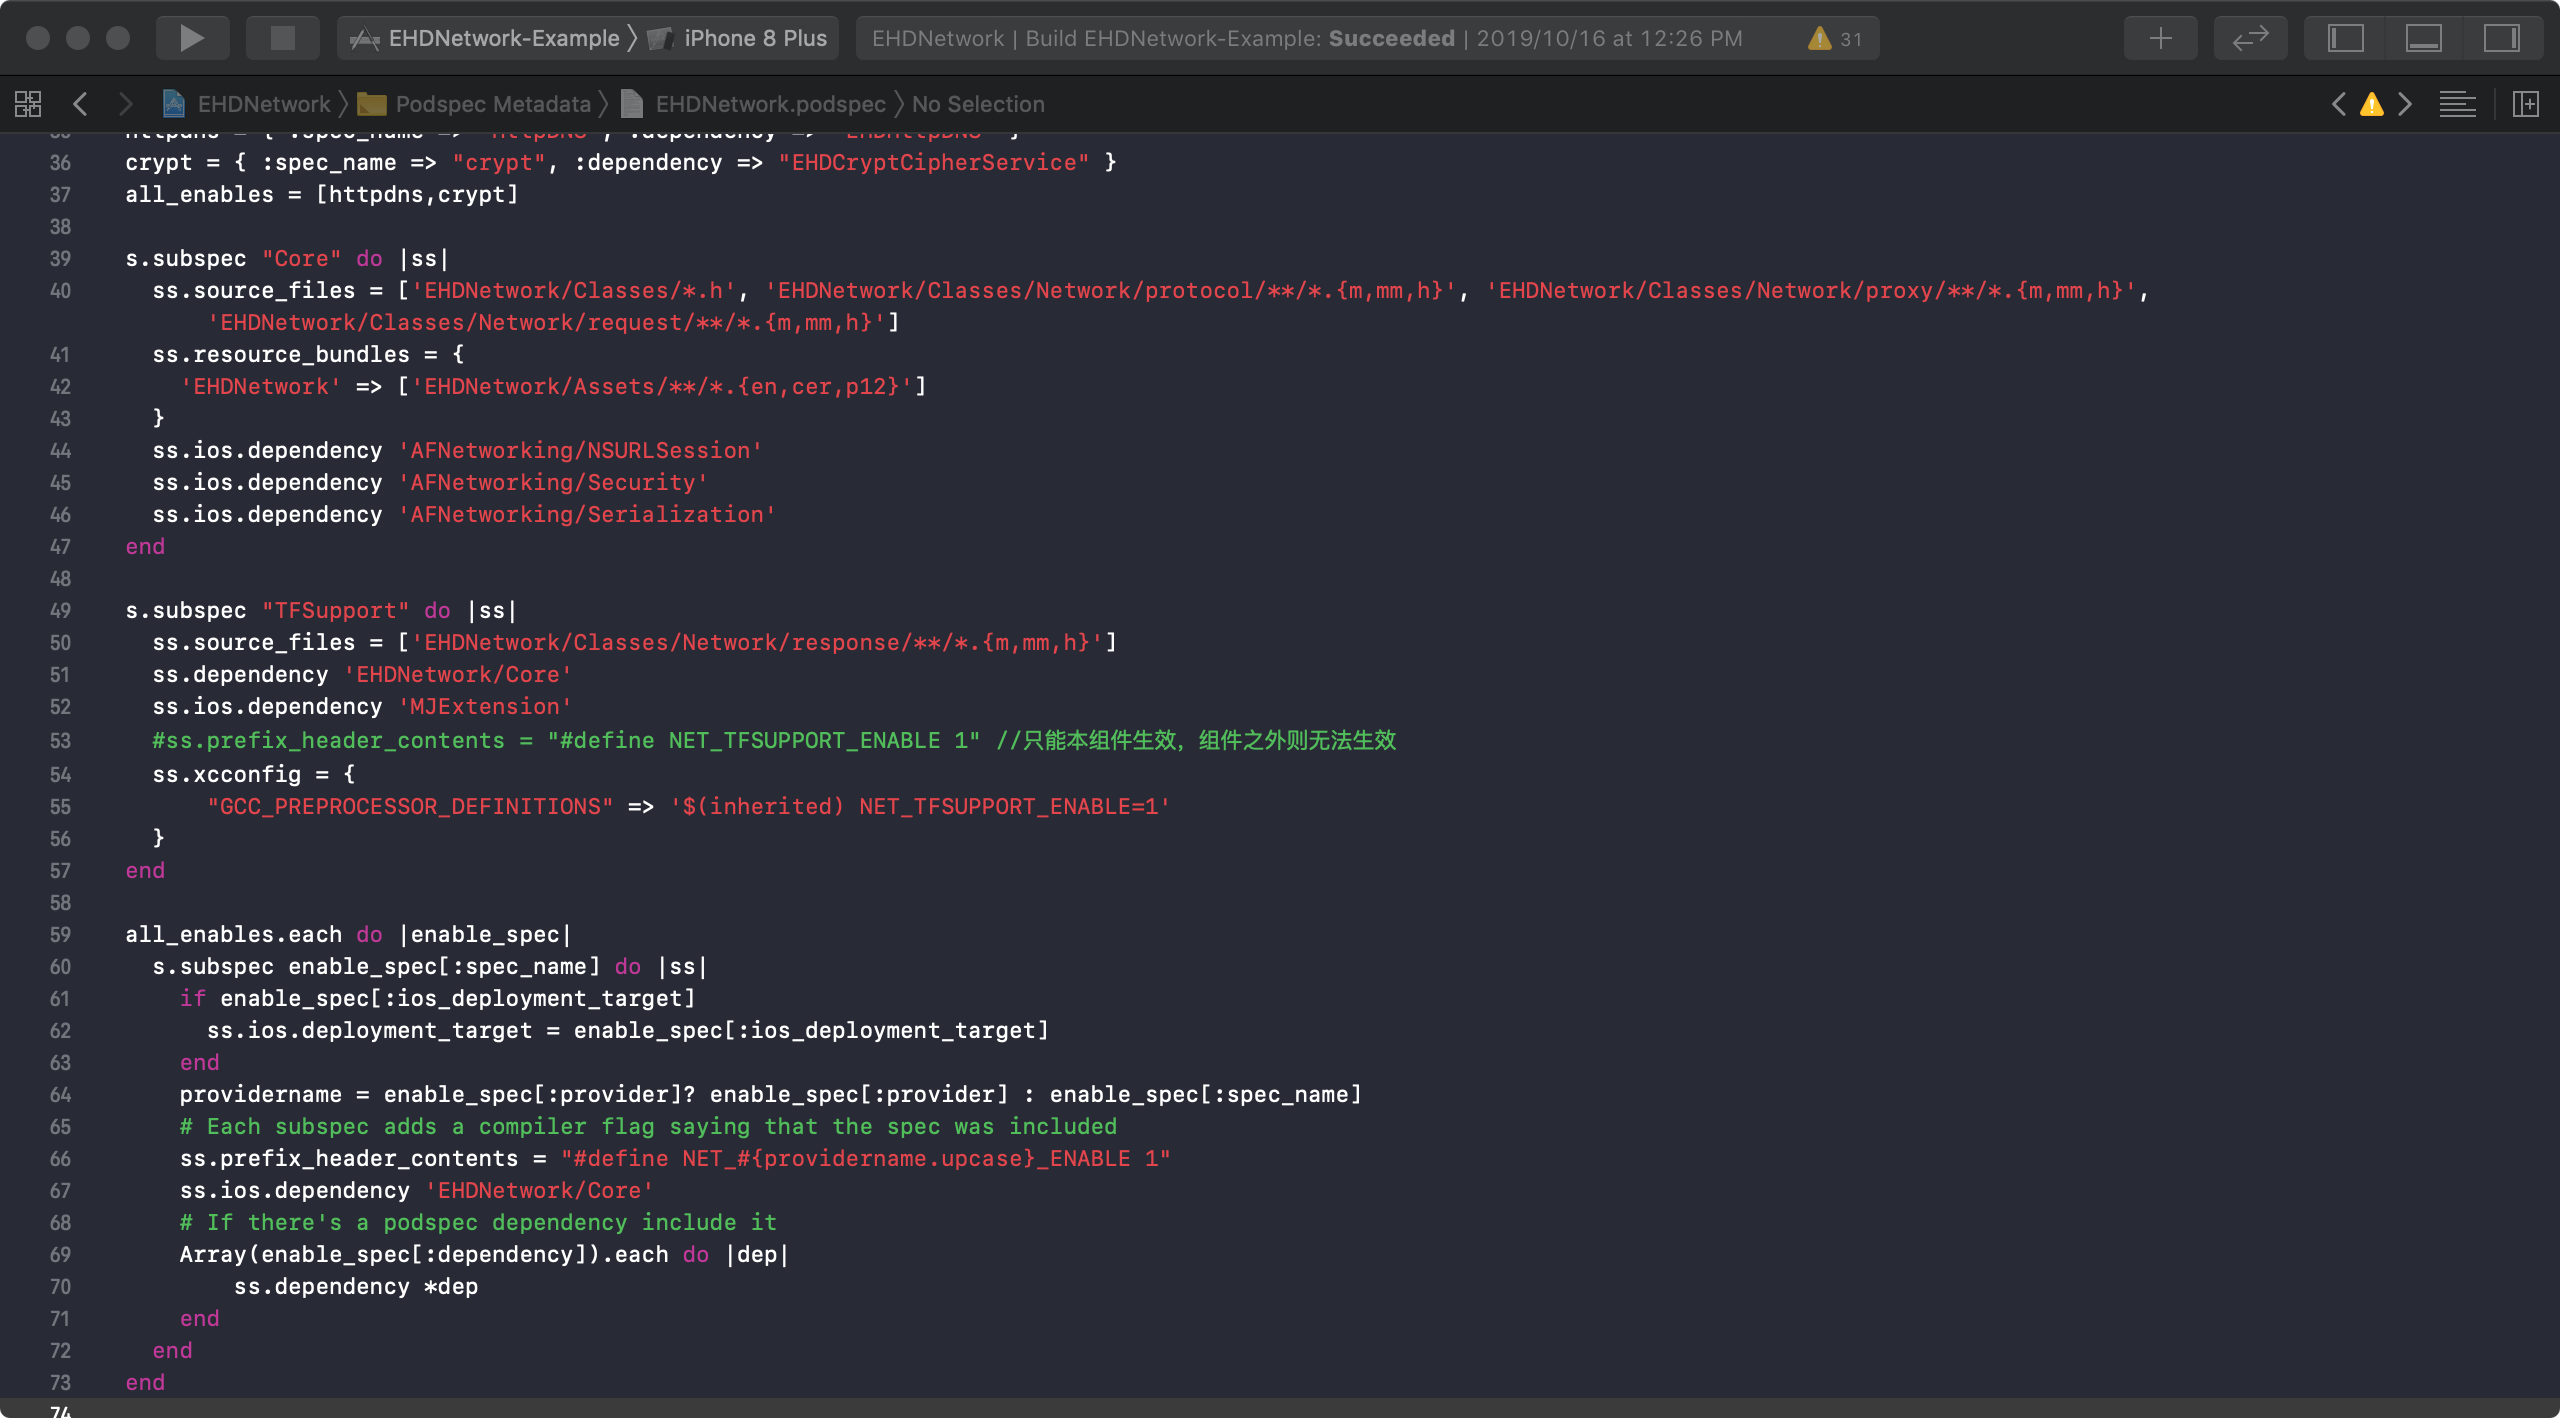 EHDNetwork-Example 〉 iPhone 8 Plus
EHDNetwork | Build EHDNetwork-Example: Succeeded | 2019/10/16 at 12:26 PM
31
EHDNetwork 〉 Podspec Metadata 〉 EHDNetwork.podspec 〉 No Selection
httpdns = { :spec_name => "httpDNS", :dependency => "EHDHttpDNS" }
36 crypt = { :spec_name => "crypt", :dependency => "EHDCryptCipherService" }
37 all_enables = [httpdns,crypt]
38
39 s.subspec "Core" do |ss|
40 ss.source_files = ['EHDNetwork/Classes/*.h', 'EHDNetwork/Classes/Network/protocol/**/*.{m,mm,h}', 'EHDNetwork/Classes/Network/proxy/**/*.{m,mm,h}',
'EHDNetwork/Classes/Network/request/**/*.{m,mm,h}']
41 ss.resource_bundles = {
42 'EHDNetwork' => ['EHDNetwork/Assets/**/*.{en,cer,p12}']
43 }
44 ss.ios.dependency 'AFNetworking/NSURLSession'
45 ss.ios.dependency 'AFNetworking/Security'
46 ss.ios.dependency 'AFNetworking/Serialization'
47 end
48
49 s.subspec "TFSupport" do |ss|
50 ss.source_files = ['EHDNetwork/Classes/Network/response/**/*.{m,mm,h}']
51 ss.dependency 'EHDNetwork/Core'
52 ss.ios.dependency 'MJExtension'
53 #ss.prefix_header_contents = "#define NET_TFSUPPORT_ENABLE 1" //只能本组件生效，组件之外则无法生效
54 ss.xcconfig = {
55 "GCC_PREPROCESSOR_DEFINITIONS" => '$(inherited) NET_TFSUPPORT_ENABLE=1'
56 }
57 end
58
59 all_enables.each do |enable_spec|
60 s.subspec enable_spec[:spec_name] do |ss|
61 if enable_spec[:ios_deployment_target]
62 ss.ios.deployment_target = enable_spec[:ios_deployment_target]
63 end
64 providername = enable_spec[:provider]? enable_spec[:provider] : enable_spec[:spec_name]
65 # Each subspec adds a compiler flag saying that the spec was included
66 ss.prefix_header_contents = "#define NET_#{providername.upcase}_ENABLE 1"
67 ss.ios.dependency 'EHDNetwork/Core'
68 # If there's a podspec dependency include it
69 Array(enable_spec[:dependency]).each do |dep|
70 ss.dependency *dep
71 end
72 end
73 end
74